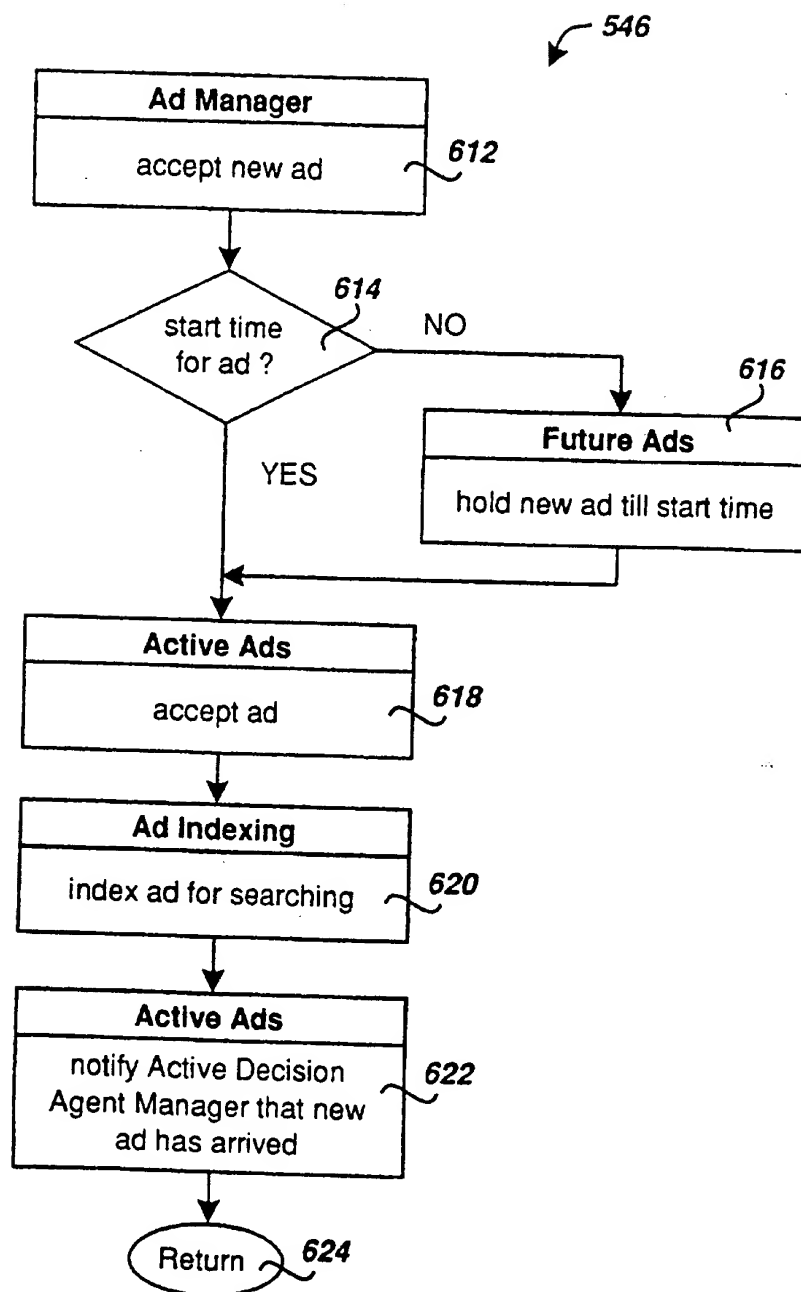 546
Ad Manager
accept new ad
612
start time
for ad ?
614
NO
YES
616
Future Ads
hold new ad till start time
Active Ads
accept ad
618
Ad Indexing
index ad for searching
620
Active Ads
notify Active Decision
Agent Manager that new
ad has arrived
622
Return
624